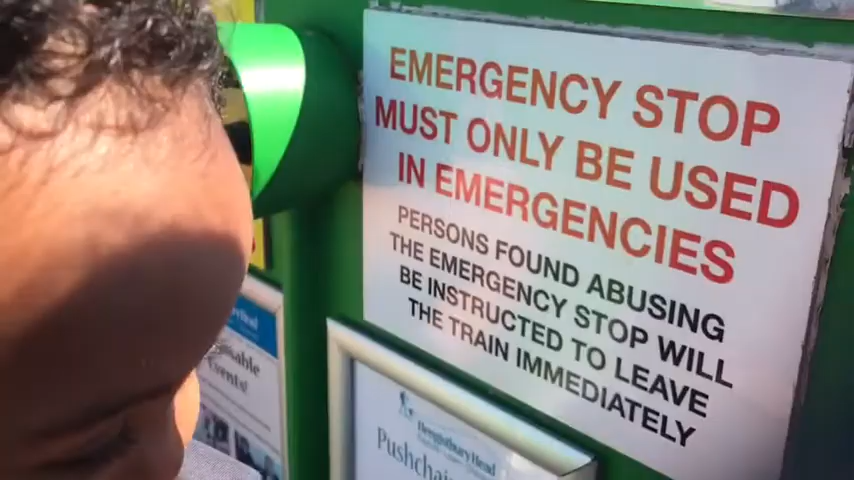 EMERGENCY STOP
MUST ONLY BE USED
IN EMERGENCIES
PERSONS FOUND ABUSING
THE EMERGENCY STOP WILL
BE INSTRUCTED TO LEAVE
THE TRAIN IMMEDIATELY
HengistburyHead
Pushchai
Events!